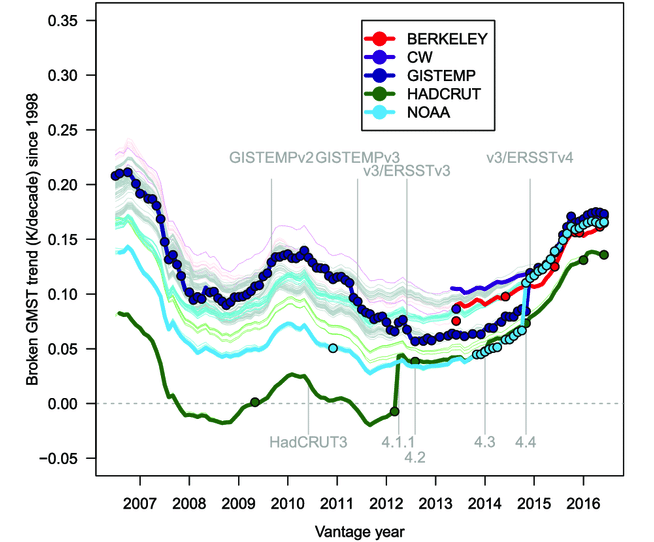 0.35
0.30
0.25
0.20
0.15
0.10
0.05
0.00
−0.05
Broken GMST trend (K/decade) since 1998
BERKELEY
CW
GISTEMP
HADCRUT
NOAA
GISTEMPv2
GISTEMPv3
v3/ERSSTv3
v3/ERSSTv4
HadCRUT3
4.1.1
4.2
4.3
4.4
2007 2008 2009 2010 2011 2012 2013 2014 2015 2016
Vantage year